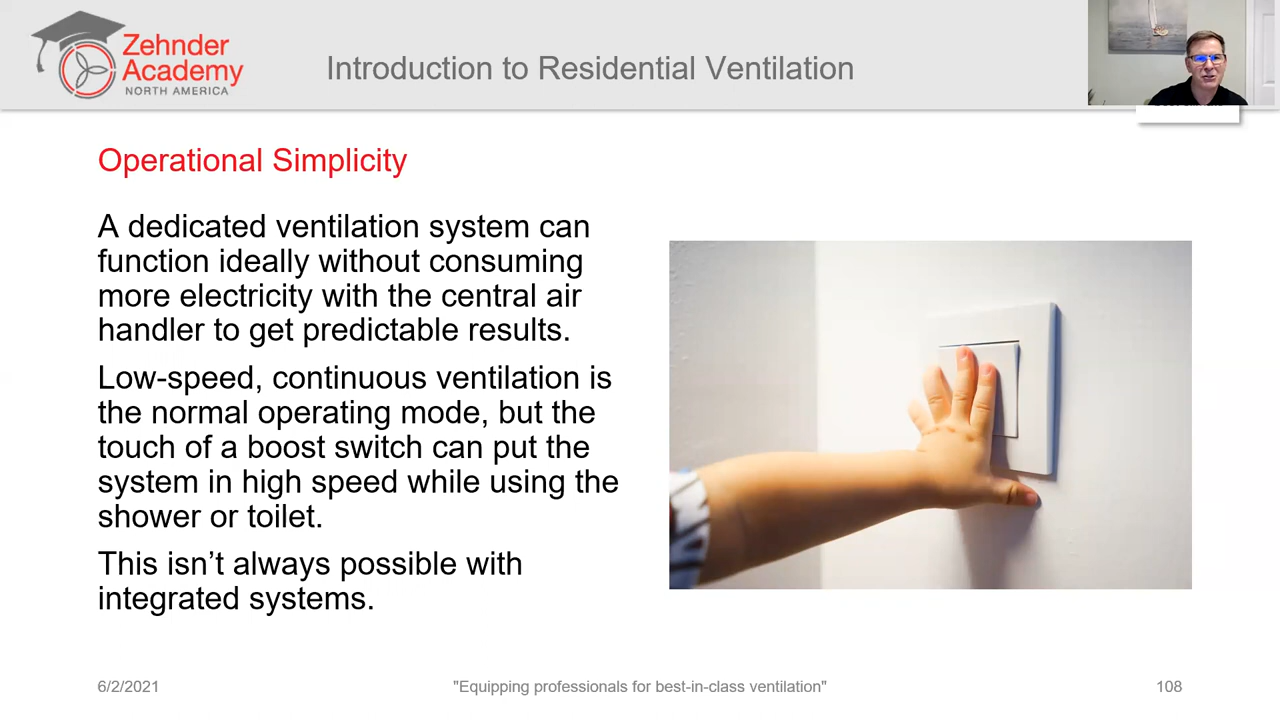 Zehnder
Academy
NORTH AMERICA
Introduction to Residential Ventilation
Operational Simplicity
A dedicated ventilation system can
function ideally without consuming
more electricity with the central air
handler to get predictable results.
Low-speed, continuous ventilation is
the normal operating mode, but the
touch of a boost switch can put the
system in high speed while using the
shower or toilet.
This isn’t always possible with
integrated systems.
6/2/2021
"Equipping professionals for best-in-class ventilation"
108